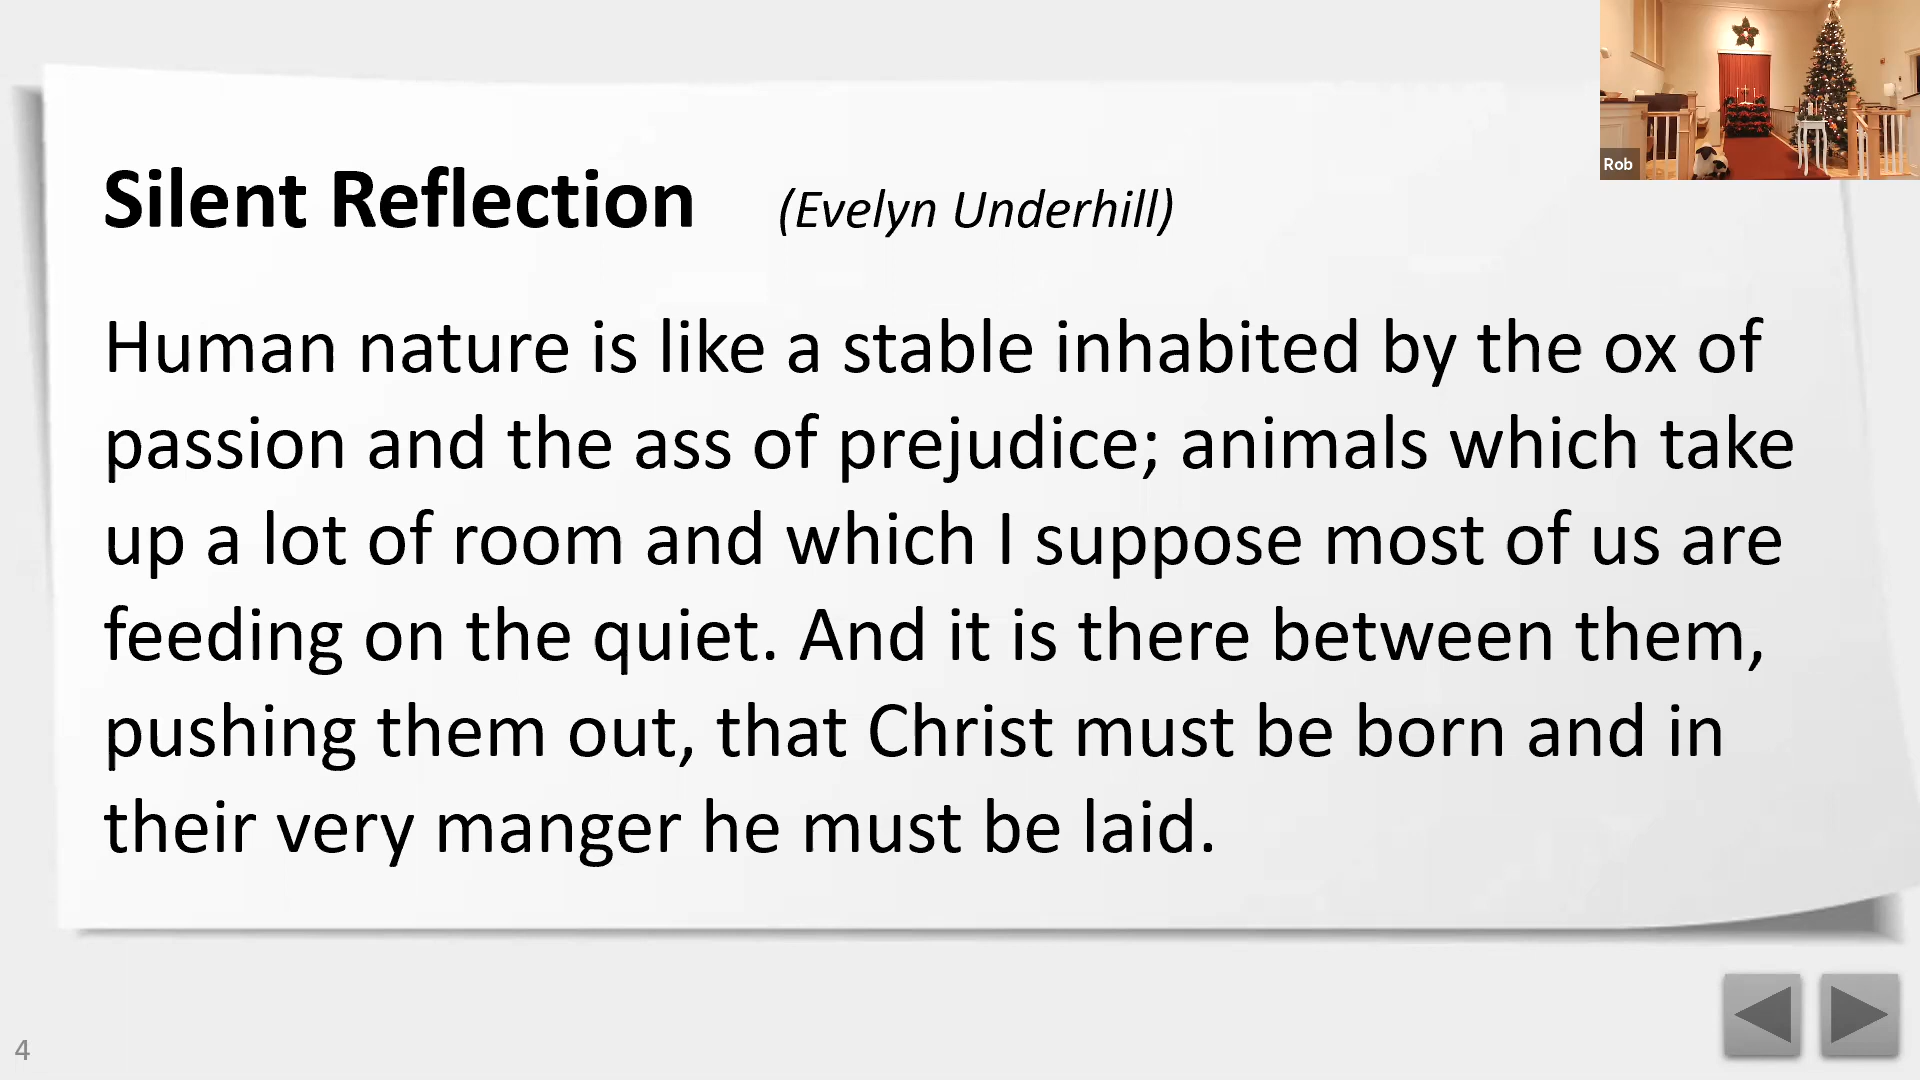 Silent Reflection (Evelyn Underhill)
Human nature is like a stable inhabited by the ox of
passion and the ass of prejudice; animals which take
up a lot of room and which I suppose most of us are
feeding on the quiet. And it is there between them,
pushing them out, that Christ must be born and in
their very manger he must be laid.
Rob
4